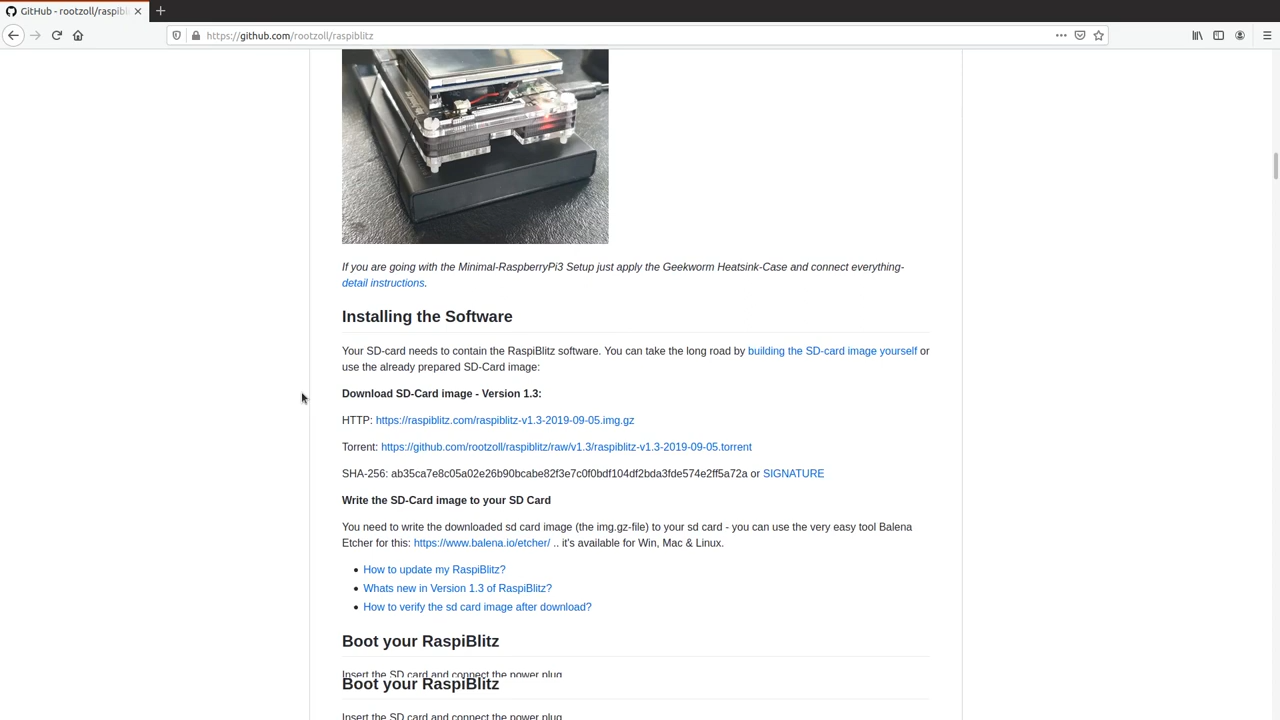 GitHub - rootzoll/raspibl
https://github.com/rootzoll/raspiblitz
If you are going with the Minimal-RaspberryPi3 Setup just apply the Geekworm Heatsink-Case and connect everything-
detail instructions.
Installing the Software
Your SD-card needs to contain the RaspiBlitz software. You can take the long road by building the SD-card image yourself or
use the already prepared SD-Card image:
Download SD-Card image - Version 1.3:
HTTP: https://raspiblitz.com/raspiblitz-v1.3-2019-09-05.img.gz
Torrent: https://github.com/rootzoll/raspiblitz/raw/v1.3/raspiblitz-v1.3-2019-09-05.torrent
SHA-256: ab35ca7e8c05a02e26b90bcabe82f3e7c0f0bdf104df2bda3fde574e2ff5a72a or SIGNATURE
Write the SD-Card image to your SD Card
You need to write the downloaded sd card image (the img.gz-file) to your sd card - you can use the very easy tool Balena
Etcher for this: https://www.balena.io/etcher/ .. it's available for Win, Mac & Linux.
• How to update my RaspiBlitz?
• Whats new in Version 1.3 of RaspiBlitz?
• How to verify the sd card image after download?
Boot your RaspiBlitz
Insert the SD card and connect the power plug
Boot your RaspiBlitz
Insert the SD card and connect the power plug